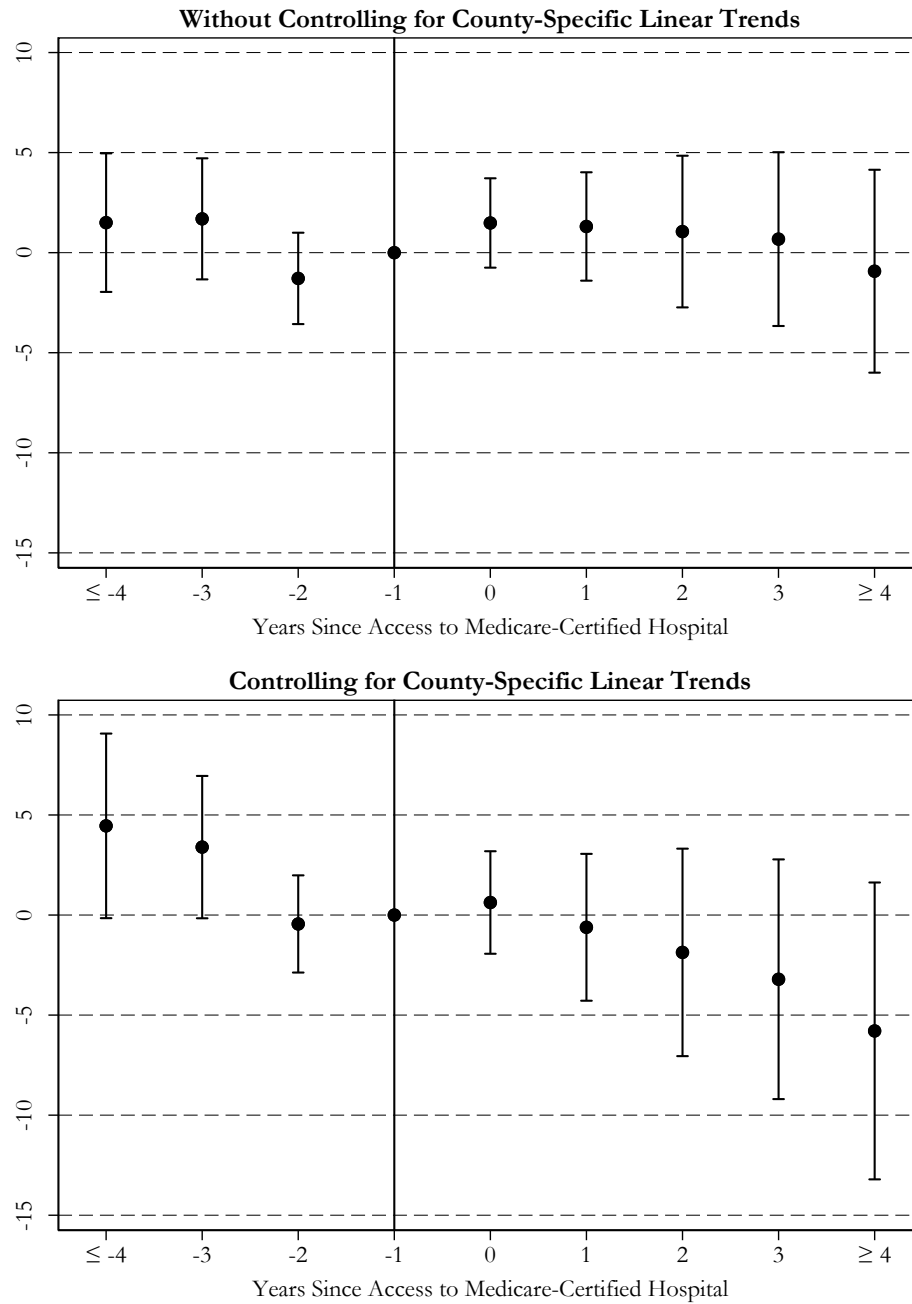 Without Controlling for County-Specific Linear Trends
10
5
0
-5
-10
-15
≤ -4 -3 -2 -1 0 1 2 3 ≥ 4
Years Since Access to Medicare-Certified Hospital
Controlling for County-Specific Linear Trends
10
5
0
-5
-10
-15
≤ -4 -3 -2 -1 0 1 2 3 ≥ 4
Years Since Access to Medicare-Certified Hospital